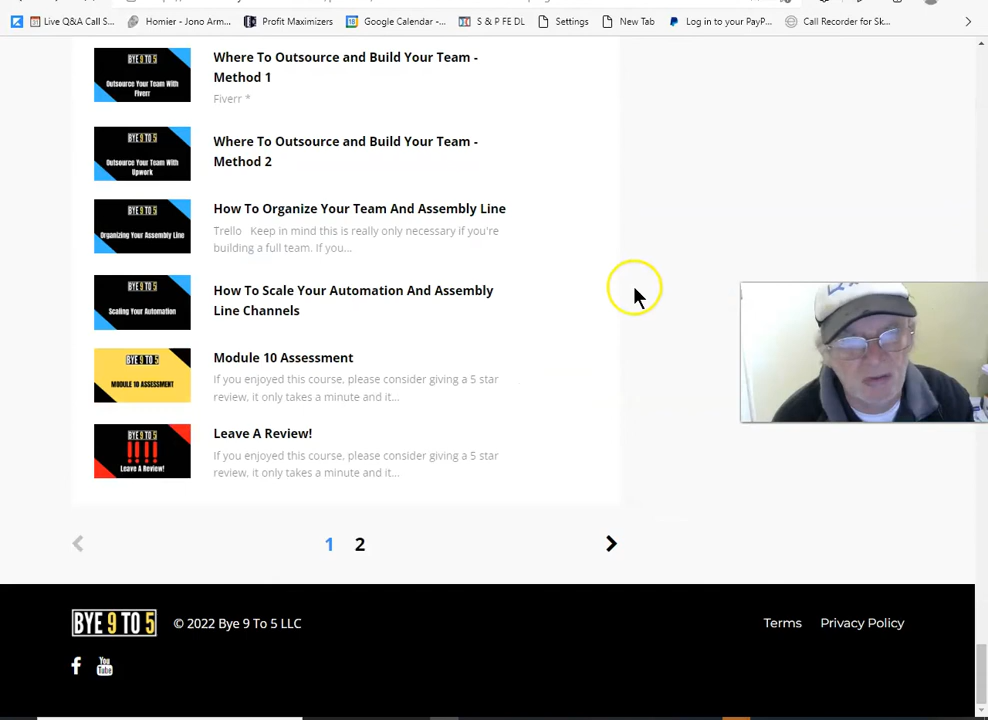 Live Q&A Call S...
Homier - Jono Arm...
Profit Maximizers
Google Calendar -...
S & P FE DL
Settings
New Tab
Log in to your PayP...
Call Recorder for Sk...
BYE 9 TO 5
Outsource Your Team With
Fiverr
Where To Outsource and Build Your Team -
Method 1
Fiverr *
BYE 9 TO 5
Outsource Your Team With
Upwork
Where To Outsource and Build Your Team -
Method 2
BYE 9 TO 5
Organizing Your Assembly Line
How To Organize Your Team And Assembly Line
Trello Keep in mind this is really only necessary if you're
building a full team. If you...
BYE 9 TO 5
Scaling Your Automation
How To Scale Your Automation And Assembly
Line Channels
BYE 9 TO 5
MODULE 10 ASSESSMENT
Module 10 Assessment
If you enjoyed this course, please consider giving a 5 star
review, it only takes a minute and it...
BYE 9 TO 5
!!!!
Leave A Review!
Leave A Review!
If you enjoyed this course, please consider giving a 5 star
review, it only takes a minute and it...
1 2
BYE 9 TO 5
© 2022 Bye 9 To 5 LLC
Terms
Privacy Policy
f
You
Tube